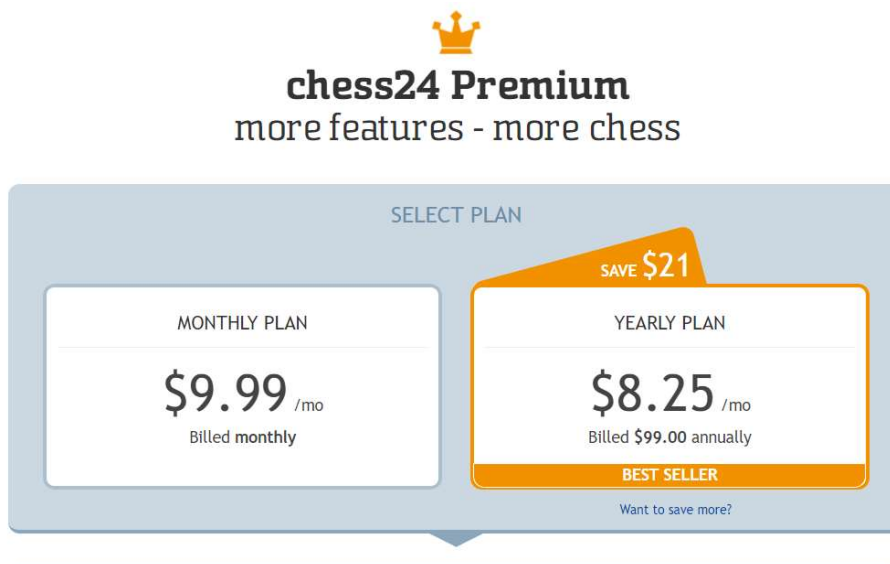 chess24 Premium
more features - more chess
SELECT PLAN
SAVE $21
MONTHLY PLAN
$9.99 /mo
Billed monthly
YEARLY PLAN
$8.25 /mo
Billed $99.00 annually
BEST SELLER
Want to save more?